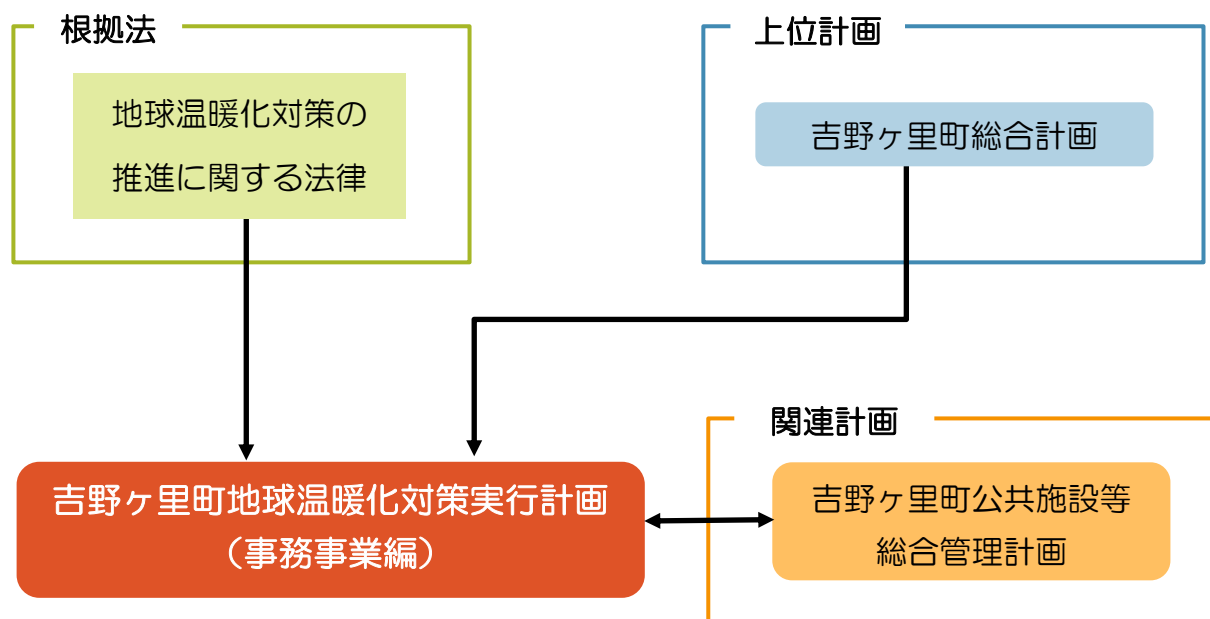 根拠法
地球温暖化対策の
推進に関する法律
上位計画
吉野ヶ里町総合計画
吉野ヶ里町地球温暖化対策実行計画
（事務事業編）
関連計画
吉野ヶ里町公共施設等
総合管理計画